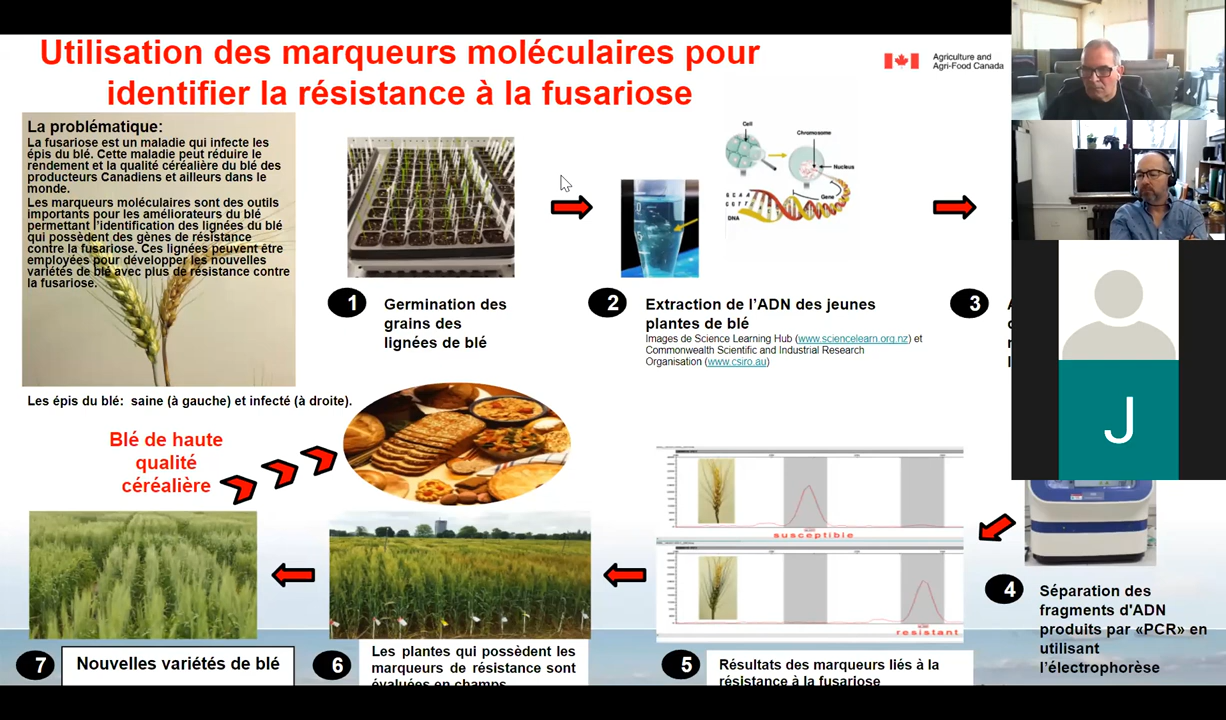 Utilisation des marqueurs moléculaires pour
identifier la résistance à la fusariose
Agriculture and
Agri-Food Canada
La problématique:
La fusariose est un maladie qui infecte les
épis du blé. Cette maladie peut réduire le
rendement et la qualité céréalière du blé des
producteurs Canadiens et ailleurs dans le
monde.
Les marqueurs moléculaires sont des outils
importants pour les améliorateurs du blé
permettant l'identification des lignées du blé
qui possèdent des gènes de résistance
contre la fusariose. Ces lignées peuvent être
employées pour développer les nouvelles
variétés de blé avec plus de résistance contre
la fusariose.
Les épis du blé: saine (à gauche) et infecté (à droite).
1
Germination des
grains des
lignées de blé
Cell
Chromosome
Nucleus
Gene
DNA
2
Extraction de l'ADN des jeunes
plantes de blé
Images de Science Learning Hub (www.sciencelearn.org.nz) et
Commonwealth Scientific and Industrial Research
Organisation (www.csiro.au)
3
J
4
Séparation des
fragments d'ADN
produits par «PCR» en
utilisant
l'électrophorèse
susceptible
resistant
5
Résultats des marqueurs liés à la
résistance à la fusariose
6
Les plantes qui possèdent les
marqueurs de résistance sont
évaluées en champs
7
Nouvelles variétés de blé
Blé de haute
qualité
céréalière